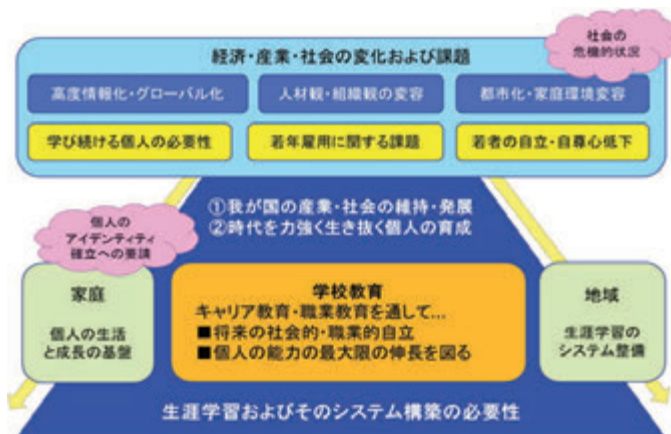 社会の
危機的状況
経済・産業・社会の変化および課題
高度情報化・グローバル化
人材観・組織観の変容
都市化・家庭環境変容
学び続ける個人の必要性
若年雇用に関する課題
若者の自立・自尊心低下
①我が国の産業・社会の維持・発展
②時代を力強く生き抜く個人の育成
個人の
アイデンティティ
確立への要請
家庭
個人の生活
と成長の基盤
学校教育
キャリア教育・職業教育を通して…
■将来の社会的・職業的自立
■個人の能力の最大限の伸長を図る
地域
生涯学習の
システム整備
生涯学習およびそのシステム構築の必要性